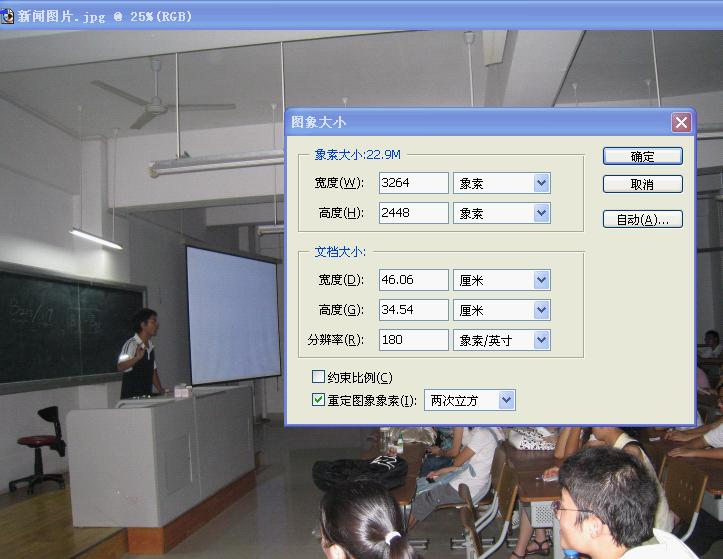 新闻图片.jpg @ 25%(RGB)
图象大小
象素大小:22.9M
宽度(W): 3264 象素
高度(H): 2448 象素
文档大小:
宽度(D): 46.06 厘米
高度(G): 34.54 厘米
分辨率(R): 180 象素/英寸
约束比例(C)
重定图象象素(I): 两次立方
确定
取消
自动(A)...